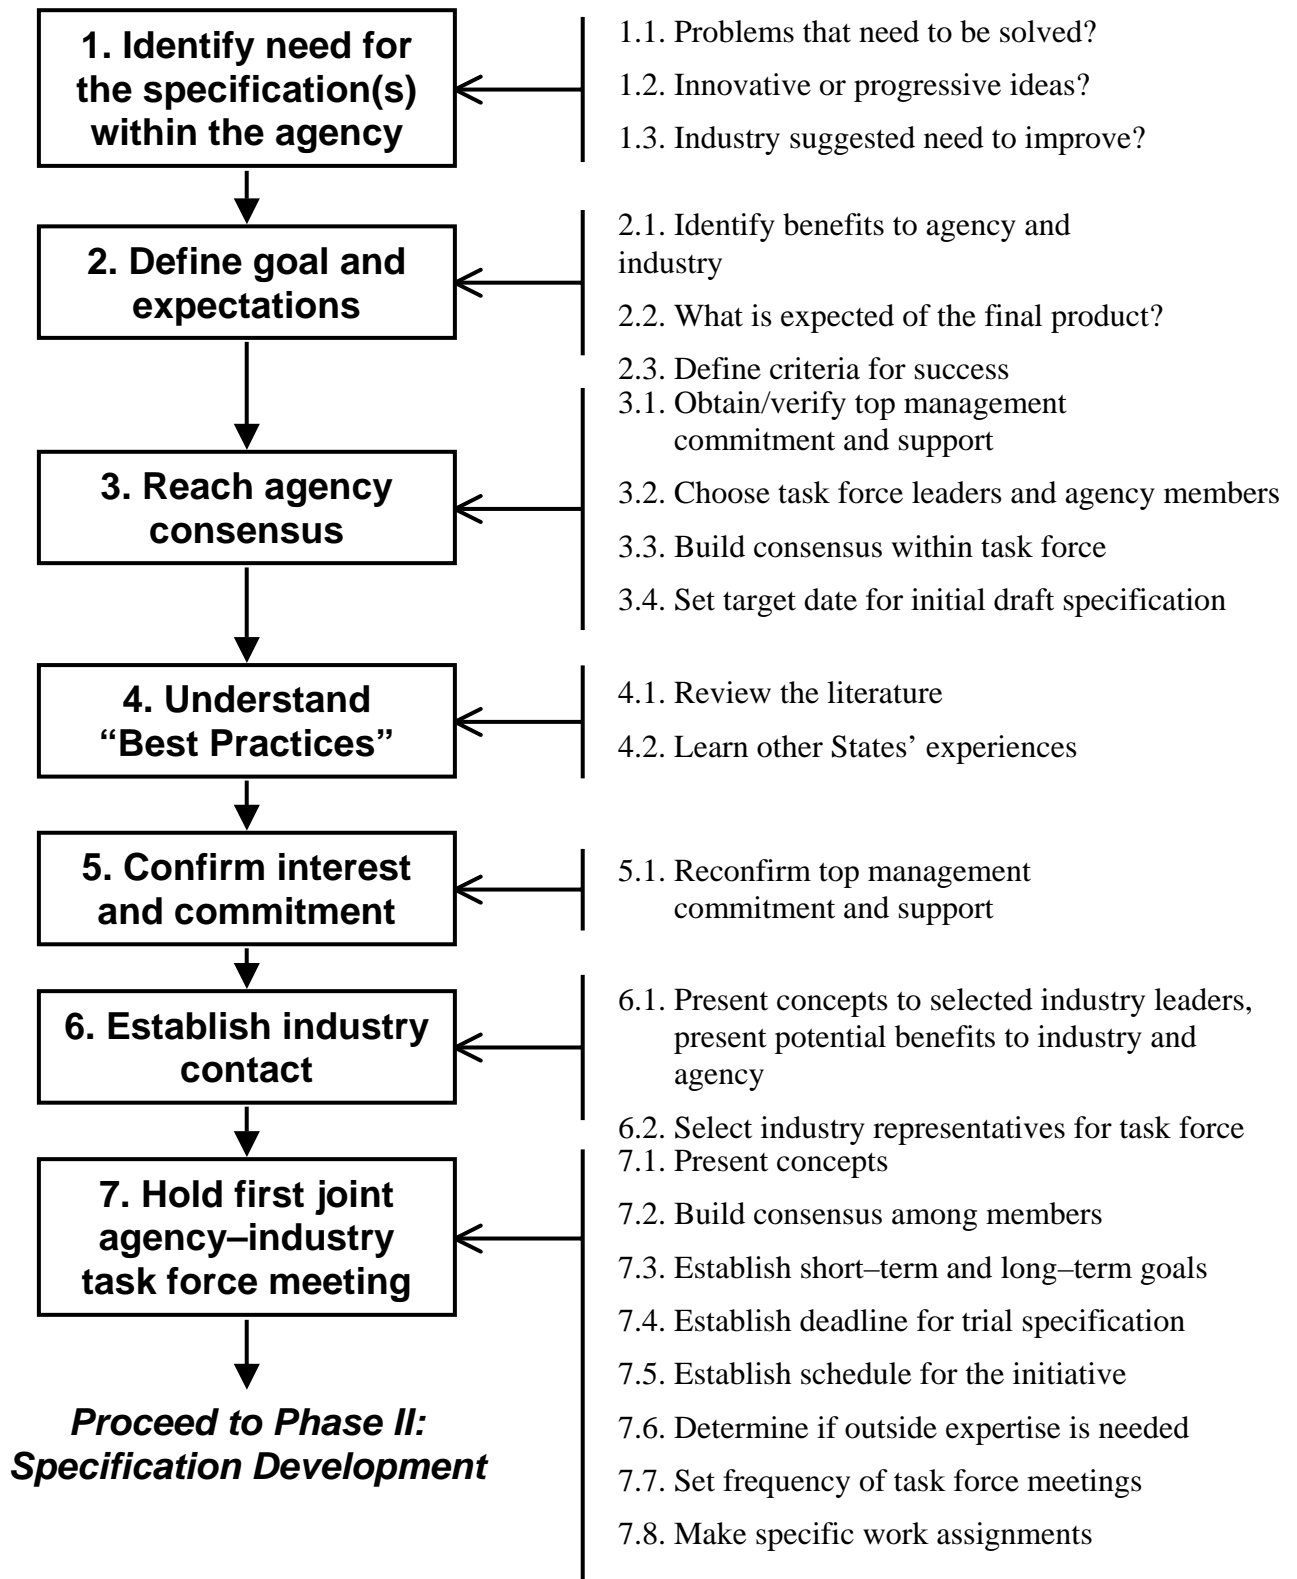 1. Identify need for
the specification(s)
within the agency
1.1. Problems that need to be solved?
1.2. Innovative or progressive ideas?
1.3. Industry suggested need to improve?
2. Define goal and
expectations
2.1. Identify benefits to agency and
industry
2.2. What is expected of the final product?
2.3. Define criteria for success
3. Reach agency
consensus
3.1. Obtain/verify top management
commitment and support
3.2. Choose task force leaders and agency members
3.3. Build consensus within task force
3.4. Set target date for initial draft specification
4. Understand
“Best Practices”
4.1. Review the literature
4.2. Learn other States’ experiences
5. Confirm interest
and commitment
5.1. Reconfirm top management
commitment and support
6. Establish industry
contact
6.1. Present concepts to selected industry leaders,
present potential benefits to industry and
agency
6.2. Select industry representatives for task force
7. Hold first joint
agency–industry
task force meeting
7.1. Present concepts
7.2. Build consensus among members
7.3. Establish short–term and long–term goals
7.4. Establish deadline for trial specification
7.5. Establish schedule for the initiative
7.6. Determine if outside expertise is needed
7.7. Set frequency of task force meetings
7.8. Make specific work assignments
Proceed to Phase II:
Specification Development